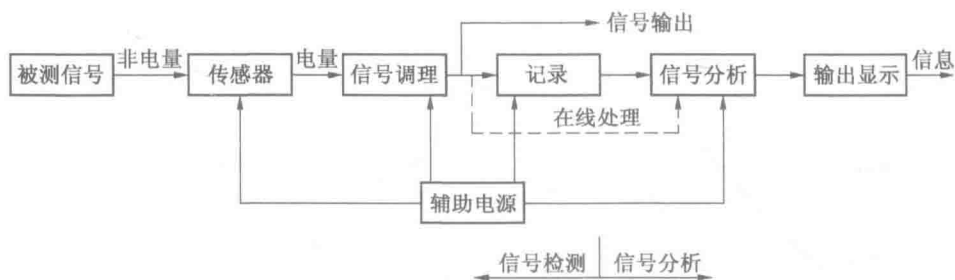 信号输出
非电量
电量
信息
被测信号
传感器
信号调理
记录
信号分析
输出显示
在线处理
辅助电源
信号检测
信号分析